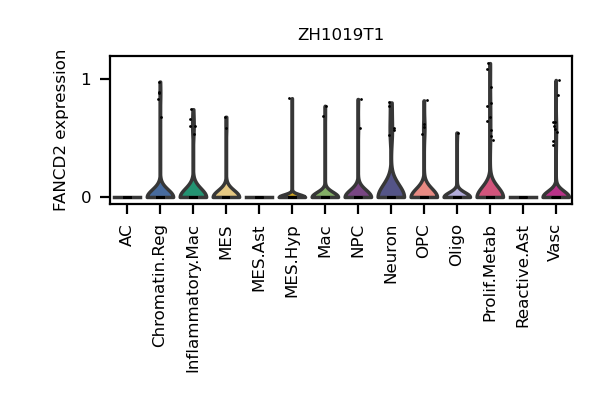 ZH1019T1
FANCD2 expression
1
0
AC
Chromatin.Reg
Inflammatory.Mac
MES
MES.Ast
MES.Hyp
Mac
NPC
Neuron
OPC
Oligo
Prolif.Metab
Reactive.Ast
Vasc